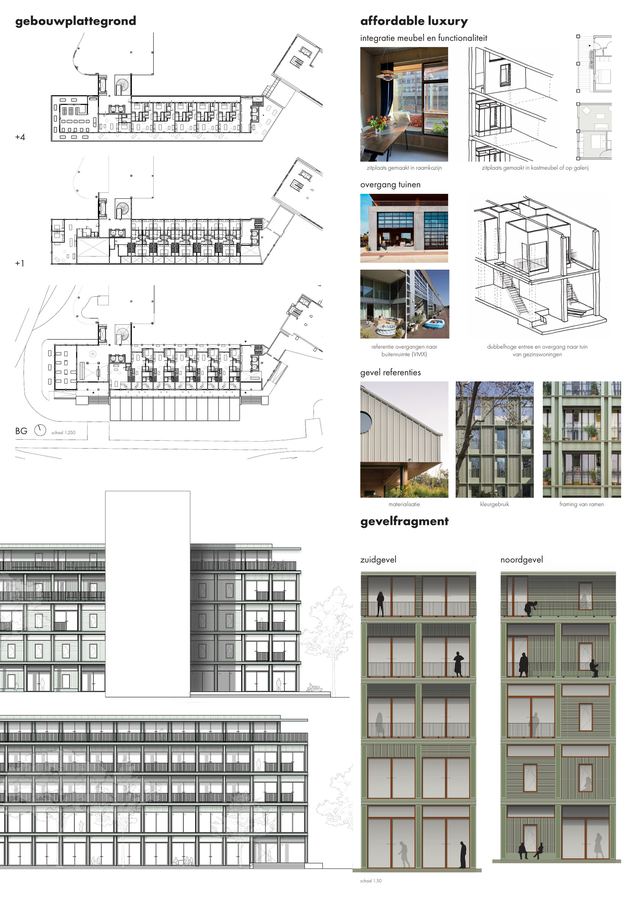 gebouwplattegrond
+4
+1
BG
schaal 1:250
affordable luxury
integratie meubel en functionaliteit
zitplaats gemaakt in raamkozijn
zitplaats gemaakt in kastmeubel of op galerij
overgang tuinen
referentie overgangen naar
buitenruimte (VMX)
dubbelhoge entree en overgang naar tuin
van gezinswoningen
gevel referenties
materialisatie
kleurgebruik
framing van ramen
gevelfragment
zuidgevel
noordgevel
schaal 1:50